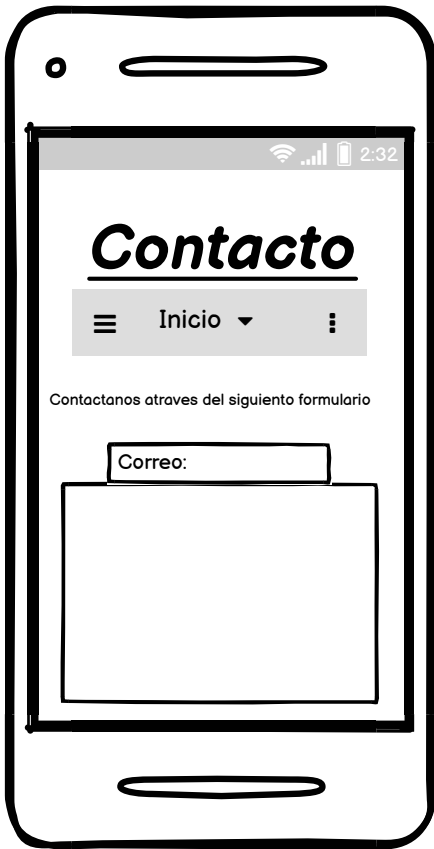 2:32
Contacto
Inicio
Contactanos atraves del siguiento formulario
Correo: